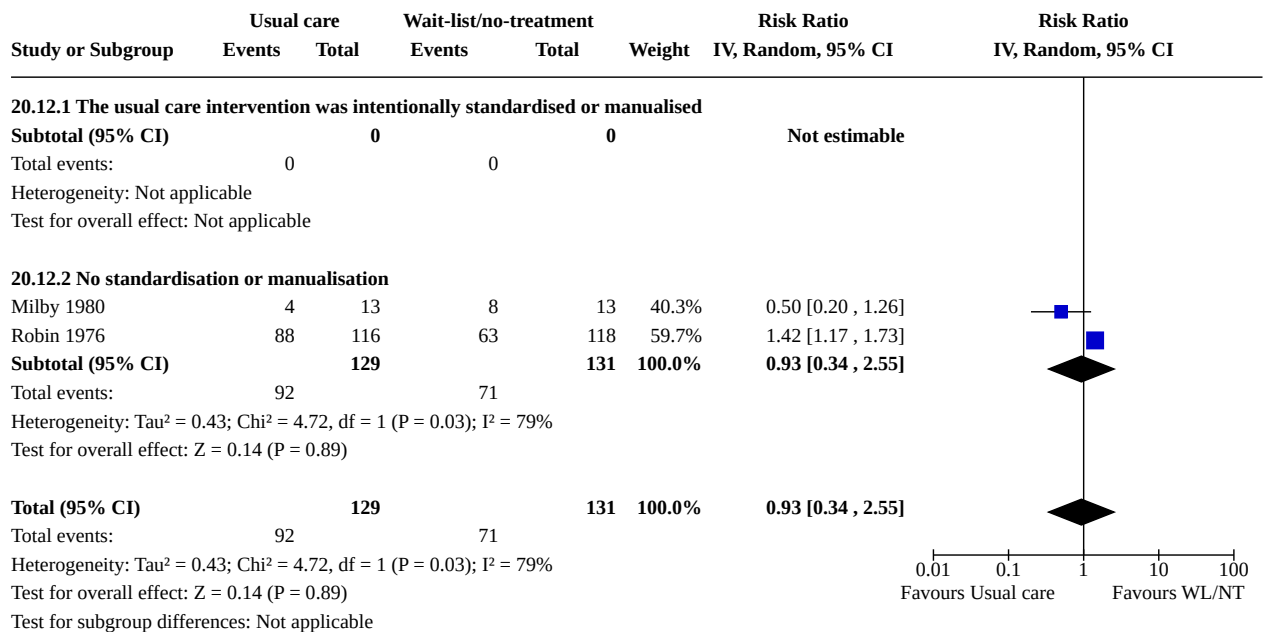 Usual care Wait-list/no-treatment Risk Ratio Risk Ratio
Study or Subgroup Events Total Events Total Weight IV, Random, 95% CI IV, Random, 95% CI
20.12.1 The usual care intervention was intentionally standardised or manualised
Subtotal (95% CI) 0 0 Not estimable
Total events: 0 0
Heterogeneity: Not applicable
Test for overall effect: Not applicable
20.12.2 No standardisation or manualisation
Milby 1980 4 13 8 13 40.3% 0.50 [0.20 , 1.26]
Robin 1976 88 116 63 118 59.7% 1.42 [1.17 , 1.73]
Subtotal (95% CI) 129 131 100.0% 0.93 [0.34 , 2.55]
Total events: 92 71
Heterogeneity: Tau² = 0.43; Chi² = 4.72, df = 1 (P = 0.03); I² = 79%
Test for overall effect: Z = 0.14 (P = 0.89)
Total (95% CI) 129 131 100.0% 0.93 [0.34 , 2.55]
Total events: 92 71
Heterogeneity: Tau² = 0.43; Chi² = 4.72, df = 1 (P = 0.03); I² = 79%
0.01 0.1 1 10 100
Test for overall effect: Z = 0.14 (P = 0.89) Favours Usual care Favours WL/NT
Test for subgroup differences: Not applicable